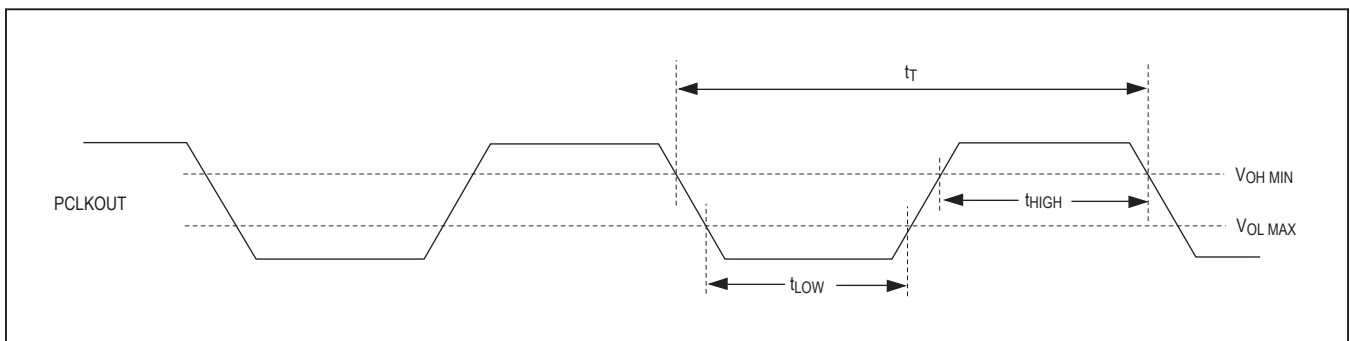 tT
VOH MIN
PCLKOUT
tHIGH
VOL MAX
tLOW